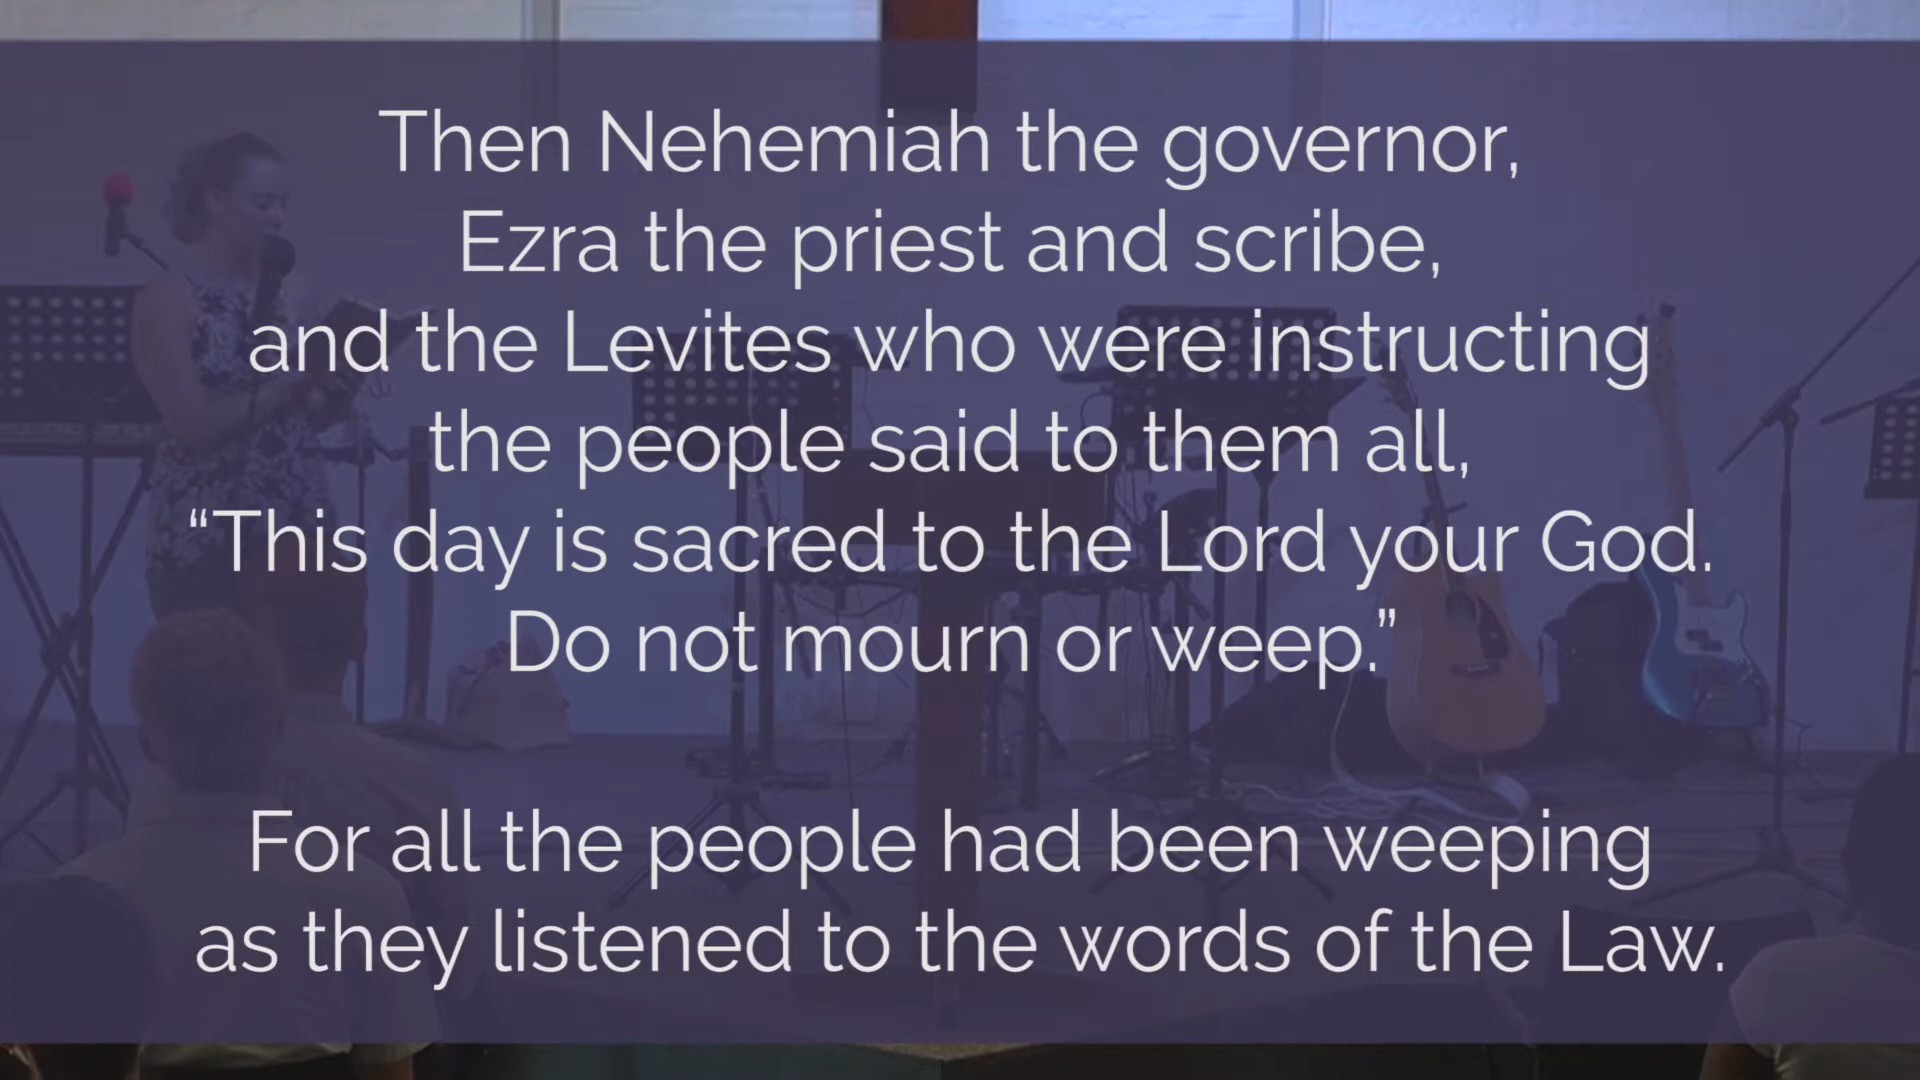 Then Nehemiah the governor,
Ezra the priest and scribe,
and the Levites who were instructing
the people said to them all,
“This day is sacred to the Lord your God.
Do not mourn or weep.”
For all the people had been weeping
as they listened to the words of the Law.